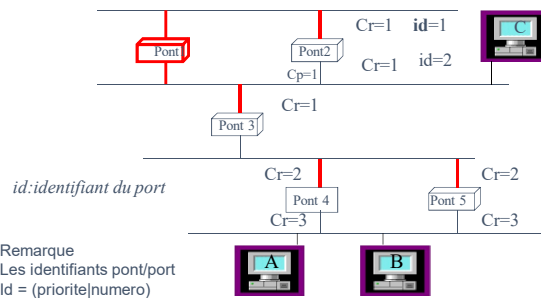 Cr=1 id=1
C
Pont
Pont2
Cp=1
Cr=1 id=2
Cr=1
Pont 3
Cr=2
Cr=2
id:identifiant du port
Pont 4
Pont 5
Cr=3
Cr=3
Remarque
Les identifiants pont/port
Id = (priorite|numero)
A
B